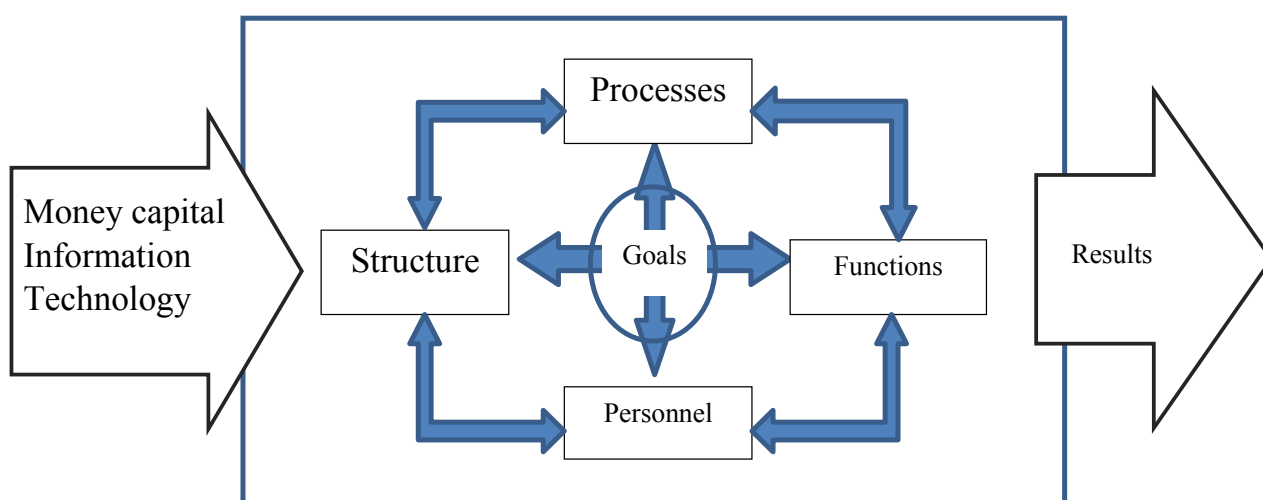 Processes
Money capital
Information
Technology
Structure
Goals
Functions
Results
Personnel